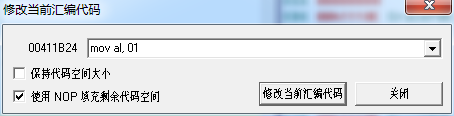 修改当前汇编代码
00411B24 mov al, 01
保持代码空间大小
使用 NOP 填充剩余代码空间
修改当前汇编代码 关闭